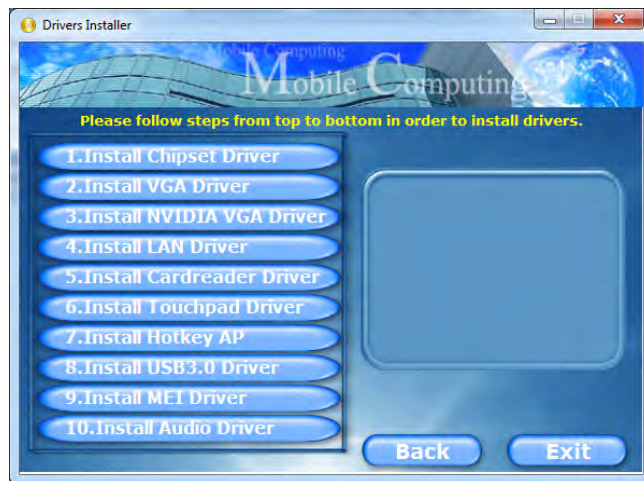 Drivers Installer
Mobile Computing
Mobile Computing
Please follow steps from top to bottom in order to install drivers.
1.Install Chipset Driver
2.Install VGA Driver
3.Install NVIDIA VGA Driver
4.Install LAN Driver
5.Install Cardreader Driver
6.Install Touchpad Driver
7.Install Hotkey AP
8.Install USB3.0 Driver
9.Install MEI Driver
10.Install Audio Driver
Back
Exit